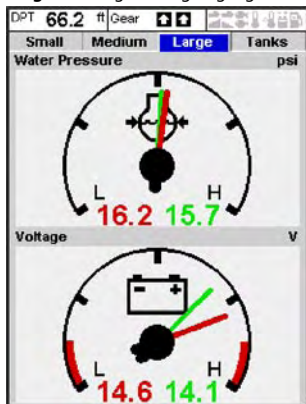 DPT 66.2 ft Gear
Small Medium Large Tanks
Water Pressure psi
L H
16.2 15.7
Voltage V
L H
14.6 14.1